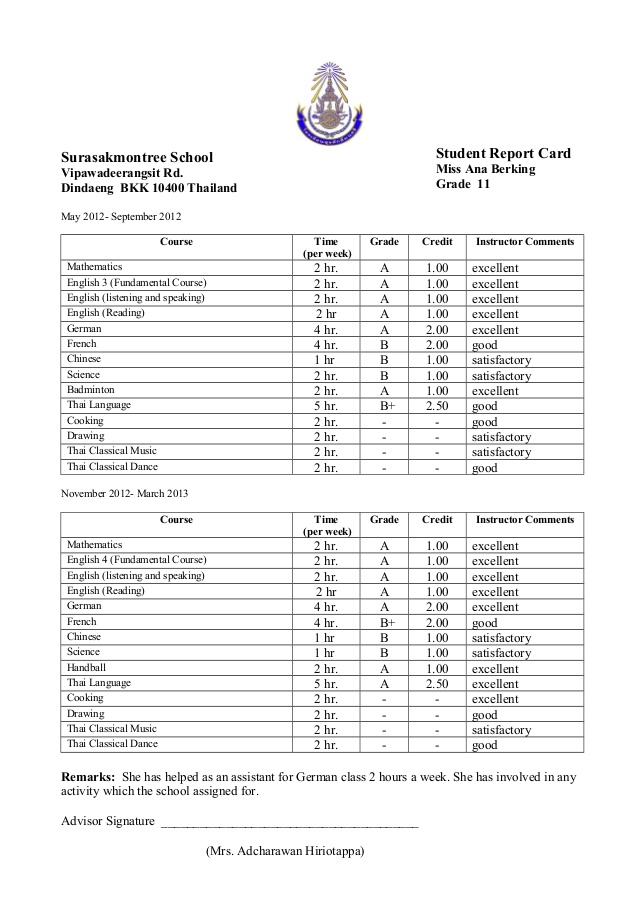 Surasakmontree School
Vipawadeerangsit Rd.
Dindaeng BKK 10400 Thailand
Student Report Card
Miss Ana Berking
Grade 11
May 2012- September 2012
Course Time (per week) Grade Credit Instructor Comments
Mathematics 2 hr. A 1.00 excellent
English 3 (Fundamental Course) 2 hr. A 1.00 excellent
English (listening and speaking) 2 hr. A 1.00 excellent
English (Reading) 2 hr A 1.00 excellent
German 4 hr. A 2.00 excellent
French 4 hr. B 2.00 good
Chinese 1 hr B 1.00 satisfactory
Science 2 hr. B 1.00 satisfactory
Badminton 2 hr. A 1.00 excellent
Thai Language 5 hr. B+ 2.50 good
Cooking 2 hr. - - good
Drawing 2 hr. - - satisfactory
Thai Classical Music 2 hr. - - satisfactory
Thai Classical Dance 2 hr. - - good
November 2012- March 2013
Course Time (per week) Grade Credit Instructor Comments
Mathematics 2 hr. A 1.00 excellent
English 4 (Fundamental Course) 2 hr. A 1.00 excellent
English (listening and speaking) 2 hr. A 1.00 excellent
English (Reading) 2 hr A 1.00 excellent
German 4 hr. A 2.00 excellent
French 4 hr. B+ 2.00 good
Chinese 1 hr B 1.00 satisfactory
Science 1 hr B 1.00 satisfactory
Handball 2 hr. A 1.00 excellent
Thai Language 5 hr. A 2.50 excellent
Cooking 2 hr. - - excellent
Drawing 2 hr. - - good
Thai Classical Music 2 hr. - - satisfactory
Thai Classical Dance 2 hr. - - good
Remarks: She has helped as an assistant for German class 2 hours a week. She has involved in any
activity which the school assigned for.
Advisor Signature ________________________________________
(Mrs. Adcharawan Hiriotappa)